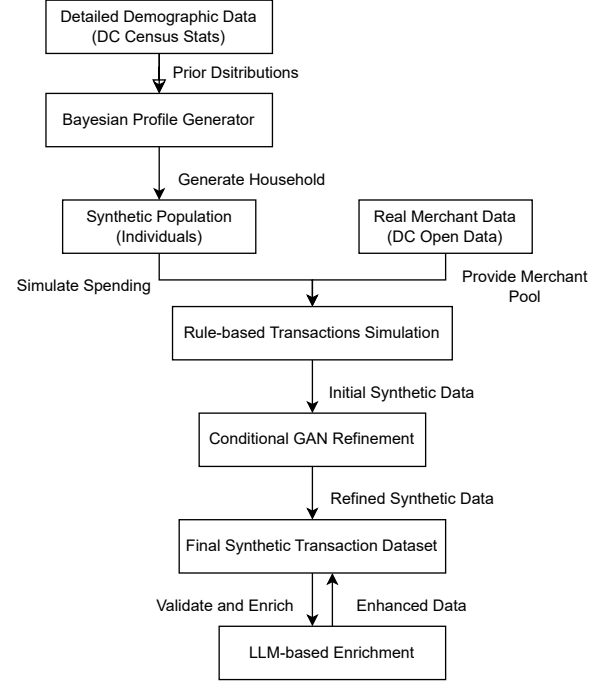 Detailed Demographic Data
(DC Census Stats)
Prior Dsitributions
Bayesian Profile Generator
Generate Household
Synthetic Population
(Individuals)
Real Merchant Data
(DC Open Data)
Simulate Spending
Provide Merchant
Pool
Rule-based Transactions Simulation
Initial Synthetic Data
Conditional GAN Refinement
Refined Synthetic Data
Final Synthetic Transaction Dataset
Validate and Enrich
Enhanced Data
LLM-based Enrichment